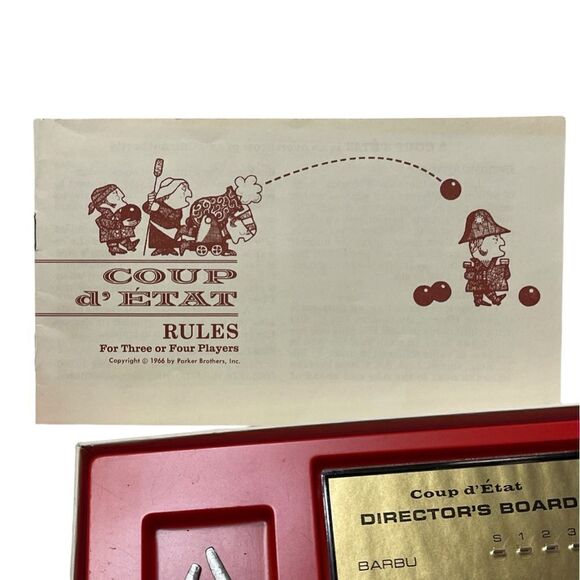 COUP
d'ÉTAT
RULES
For Three or Four Players
Copyright © 1966 by Parker Brothers, Inc.
Coup d'État
DIRECTOR'S BOARD
S 1 2 3
BARBU